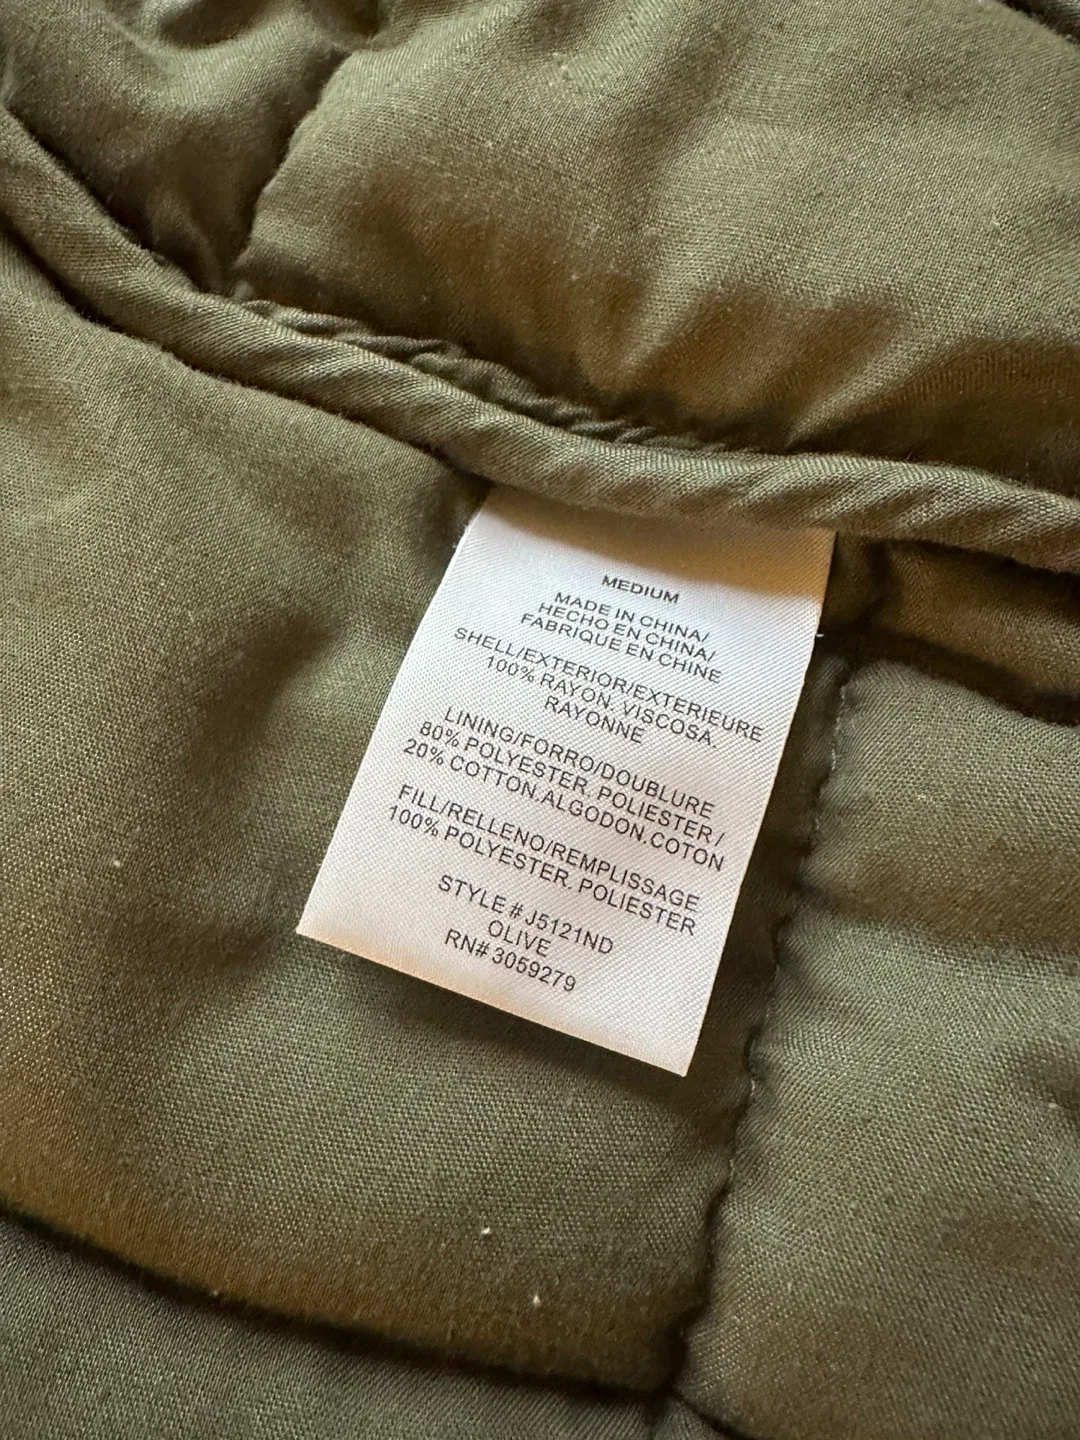 MEDIUM
MADE IN CHINA/
HECHO EN CHINA/
FABRIQUE EN CHINE
SHELL/EXTERIOR/EXTERIEURE
100% RAYON. VISCOSA.
RAYONNE
LINING/FORRO/DOUBLURE
80% POLYESTER. POLIESTER /
20% COTTON.ALGODON.COTON
FILL/RELLENO/REMPLISSAGE
100% POLYESTER. POLIESTER
STYLE # J5121ND
OLIVE
RN# 3059279